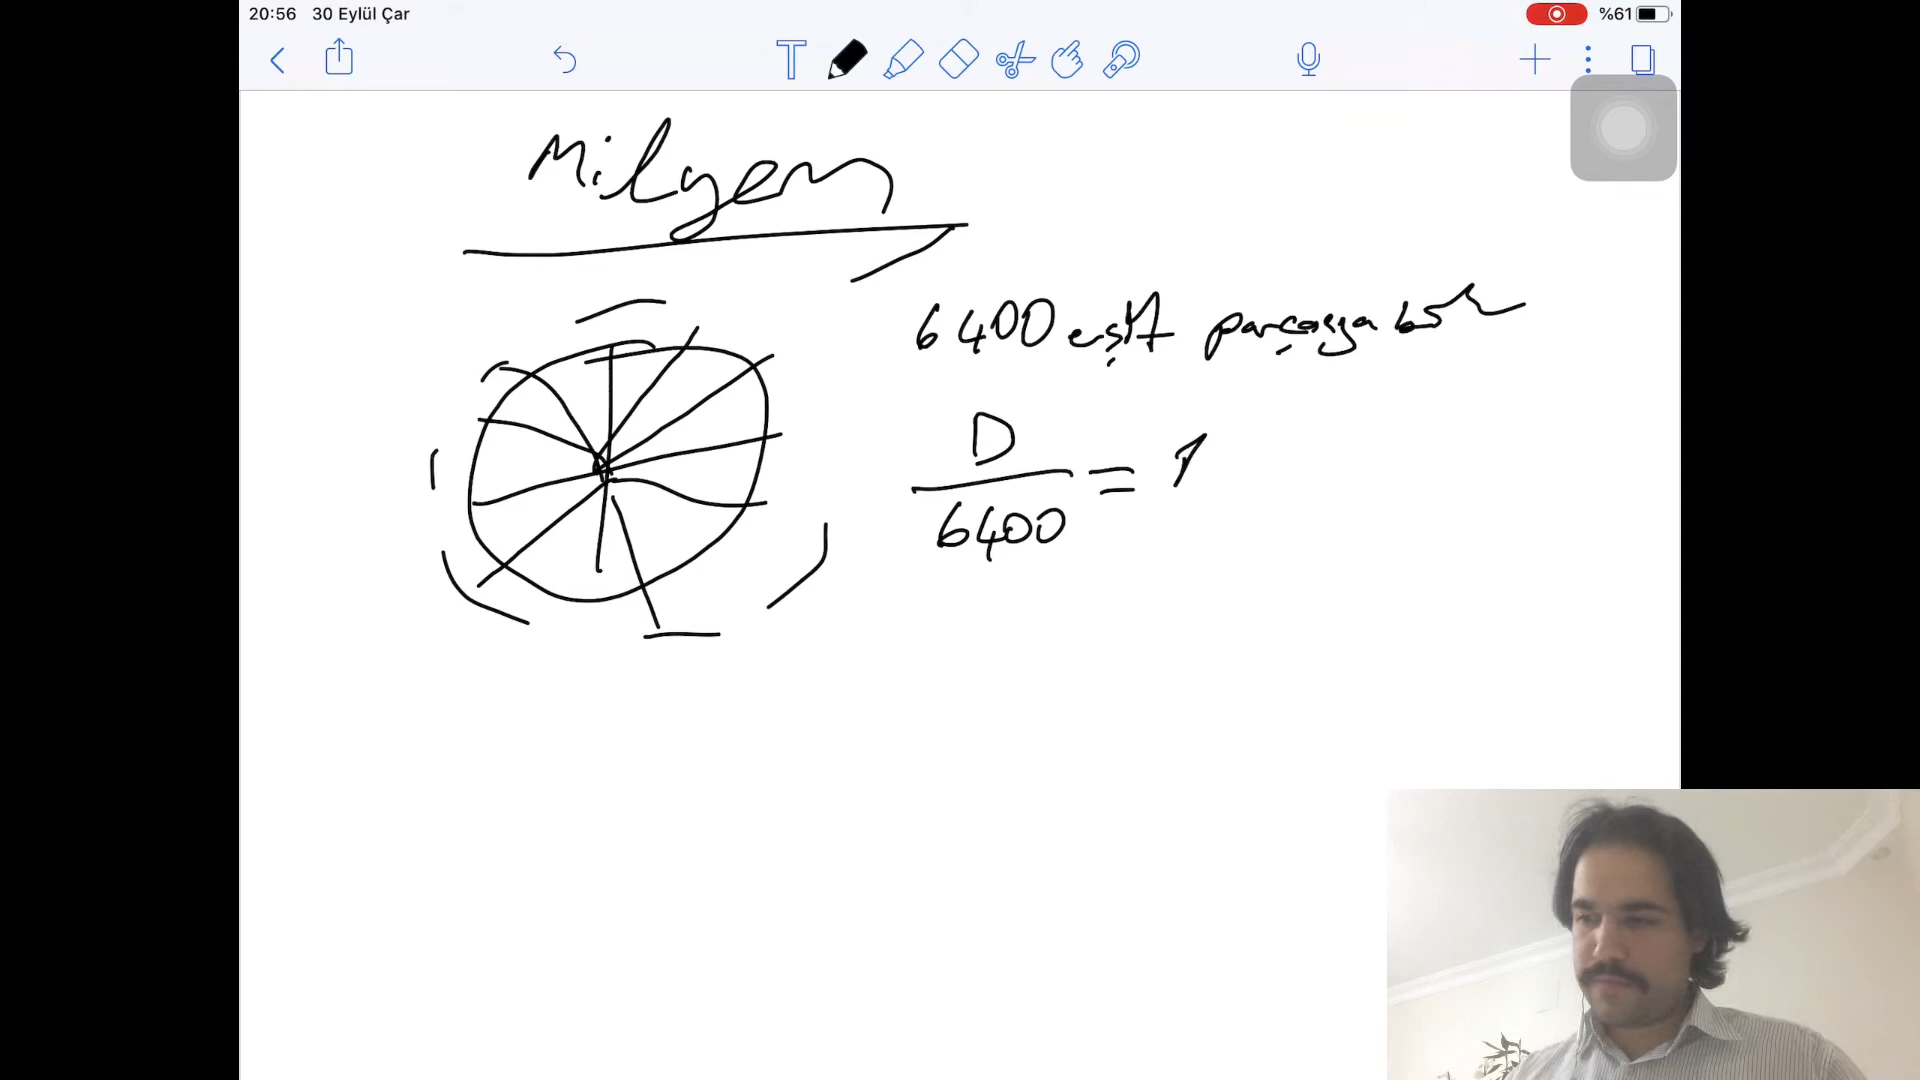 20:56 30 Eylül Çar %61
T
Milyem
6400 eşit parçaya böl
D
6400
= 1